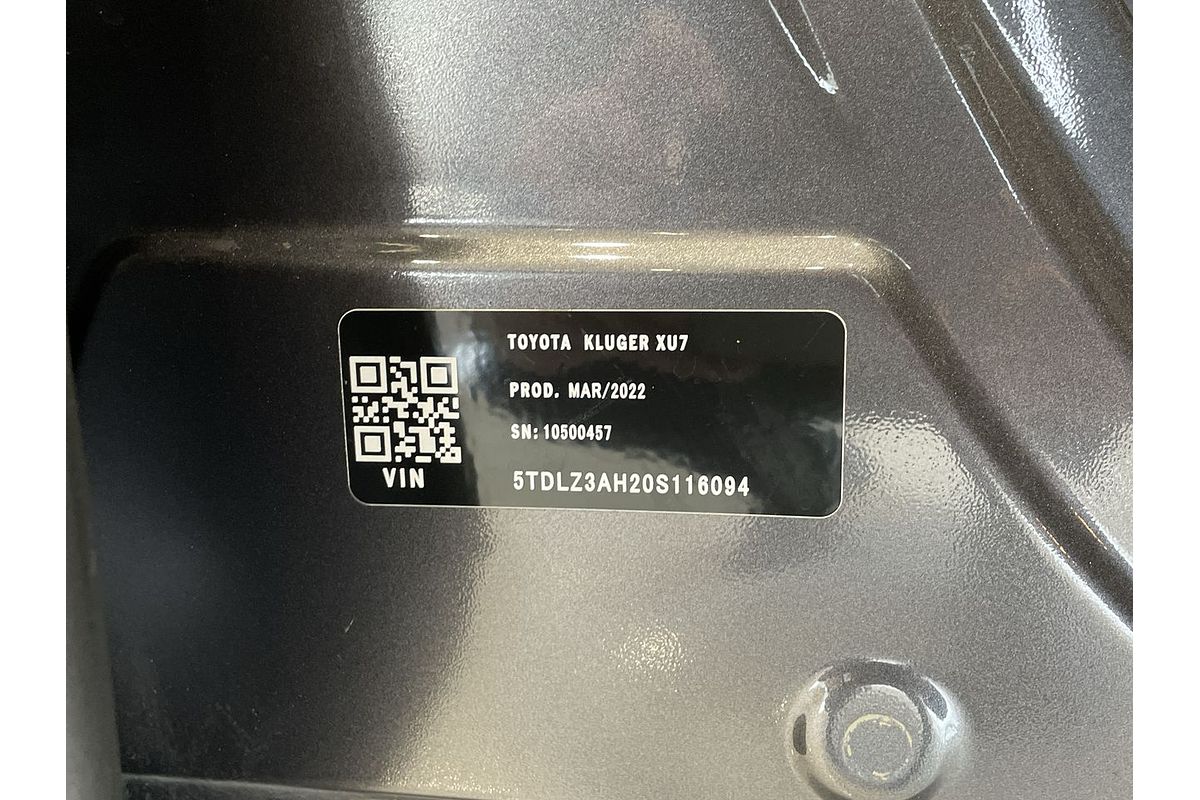 TOYOTA KLUGER XU7
PROD. MAR/2022
SN: 10500457
VIN
5TDLZ3AH20S116094